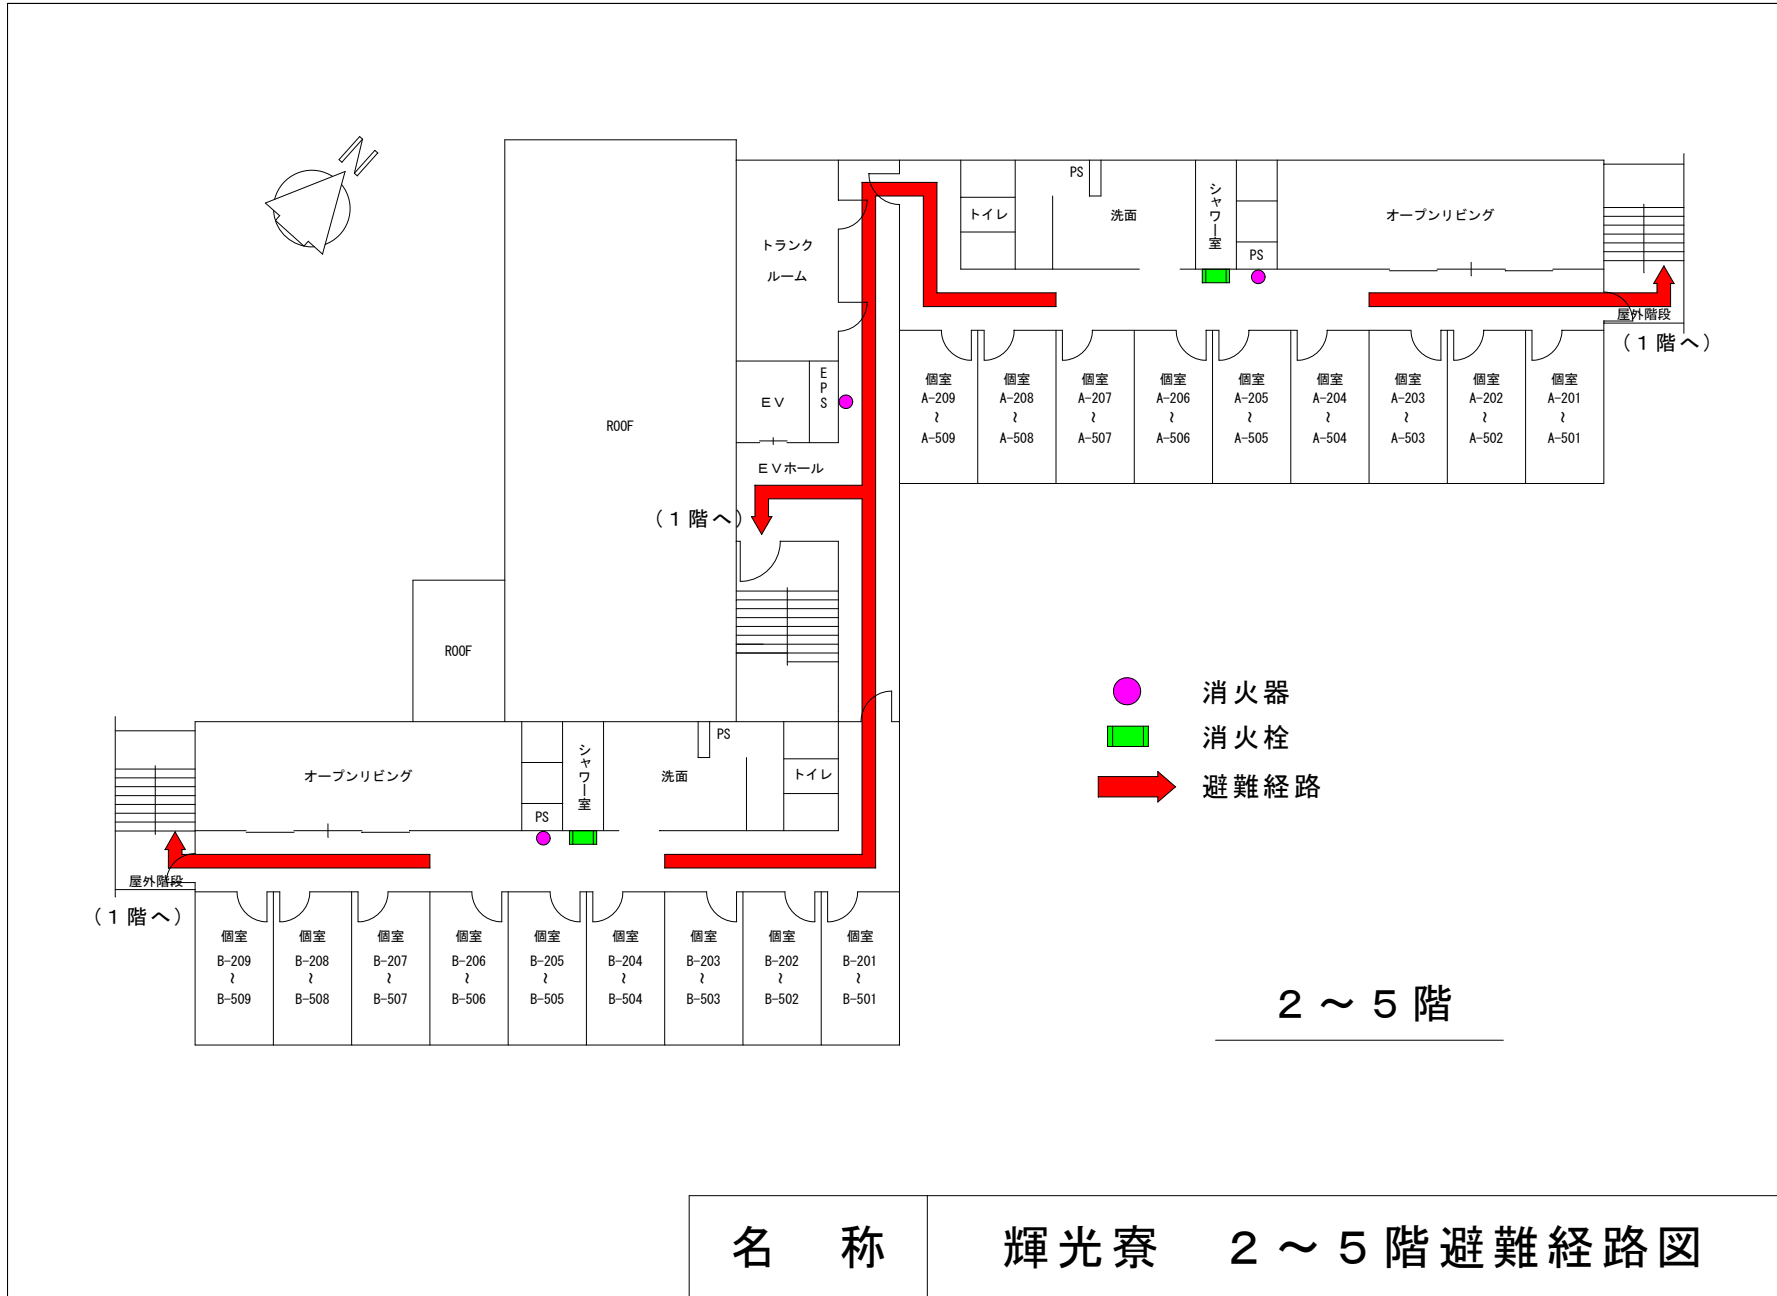 N
PS
シャワー室
トイレ
洗面
オープンリビング
トランク
ルーム
PS
屋外階段
(1階へ)
EPS
EV
個室
A-209
~
A-509
個室
A-208
~
A-508
個室
A-207
~
A-507
個室
A-206
~
A-506
個室
A-205
~
A-505
個室
A-204
~
A-504
個室
A-203
~
A-503
個室
A-202
~
A-502
個室
A-201
~
A-501
ROOF
EVホール
(1階へ)
ROOF
消火器
消火栓
避難経路
オープンリビング
シャワー室
洗面
PS
トイレ
PS
屋外階段
(1階へ)
個室
B-209
~
B-509
個室
B-208
~
B-508
個室
B-207
~
B-507
個室
B-206
~
B-506
個室
B-205
~
B-505
個室
B-204
~
B-504
個室
B-203
~
B-503
個室
B-202
~
B-502
個室
B-201
~
B-501
2～5階
名 称 輝光寮 2～5階避難経路図